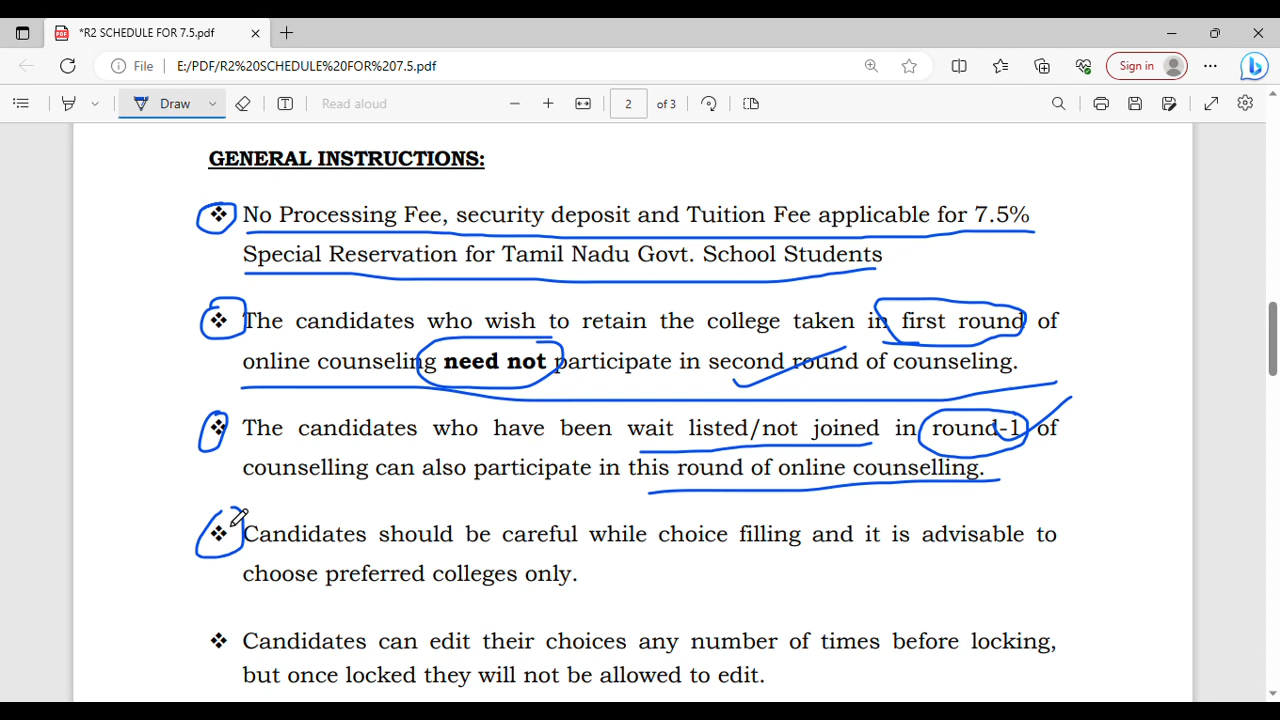 *R2 SCHEDULE FOR 7.5.pdf
File E:/PDF/R2%20SCHEDULE%20FOR%207.5.pdf Sign in
Draw Read aloud 2 of 3
GENERAL INSTRUCTIONS:
No Processing Fee, security deposit and Tuition Fee applicable for 7.5%
Special Reservation for Tamil Nadu Govt. School Students
The candidates who wish to retain the college taken in first round of
online counseling need not participate in second round of counseling.
The candidates who have been wait listed/not joined in round-1 of
counselling can also participate in this round of online counselling.
Candidates should be careful while choice filling and it is advisable to
choose preferred colleges only.
Candidates can edit their choices any number of times before locking,
but once locked they will not be allowed to edit.